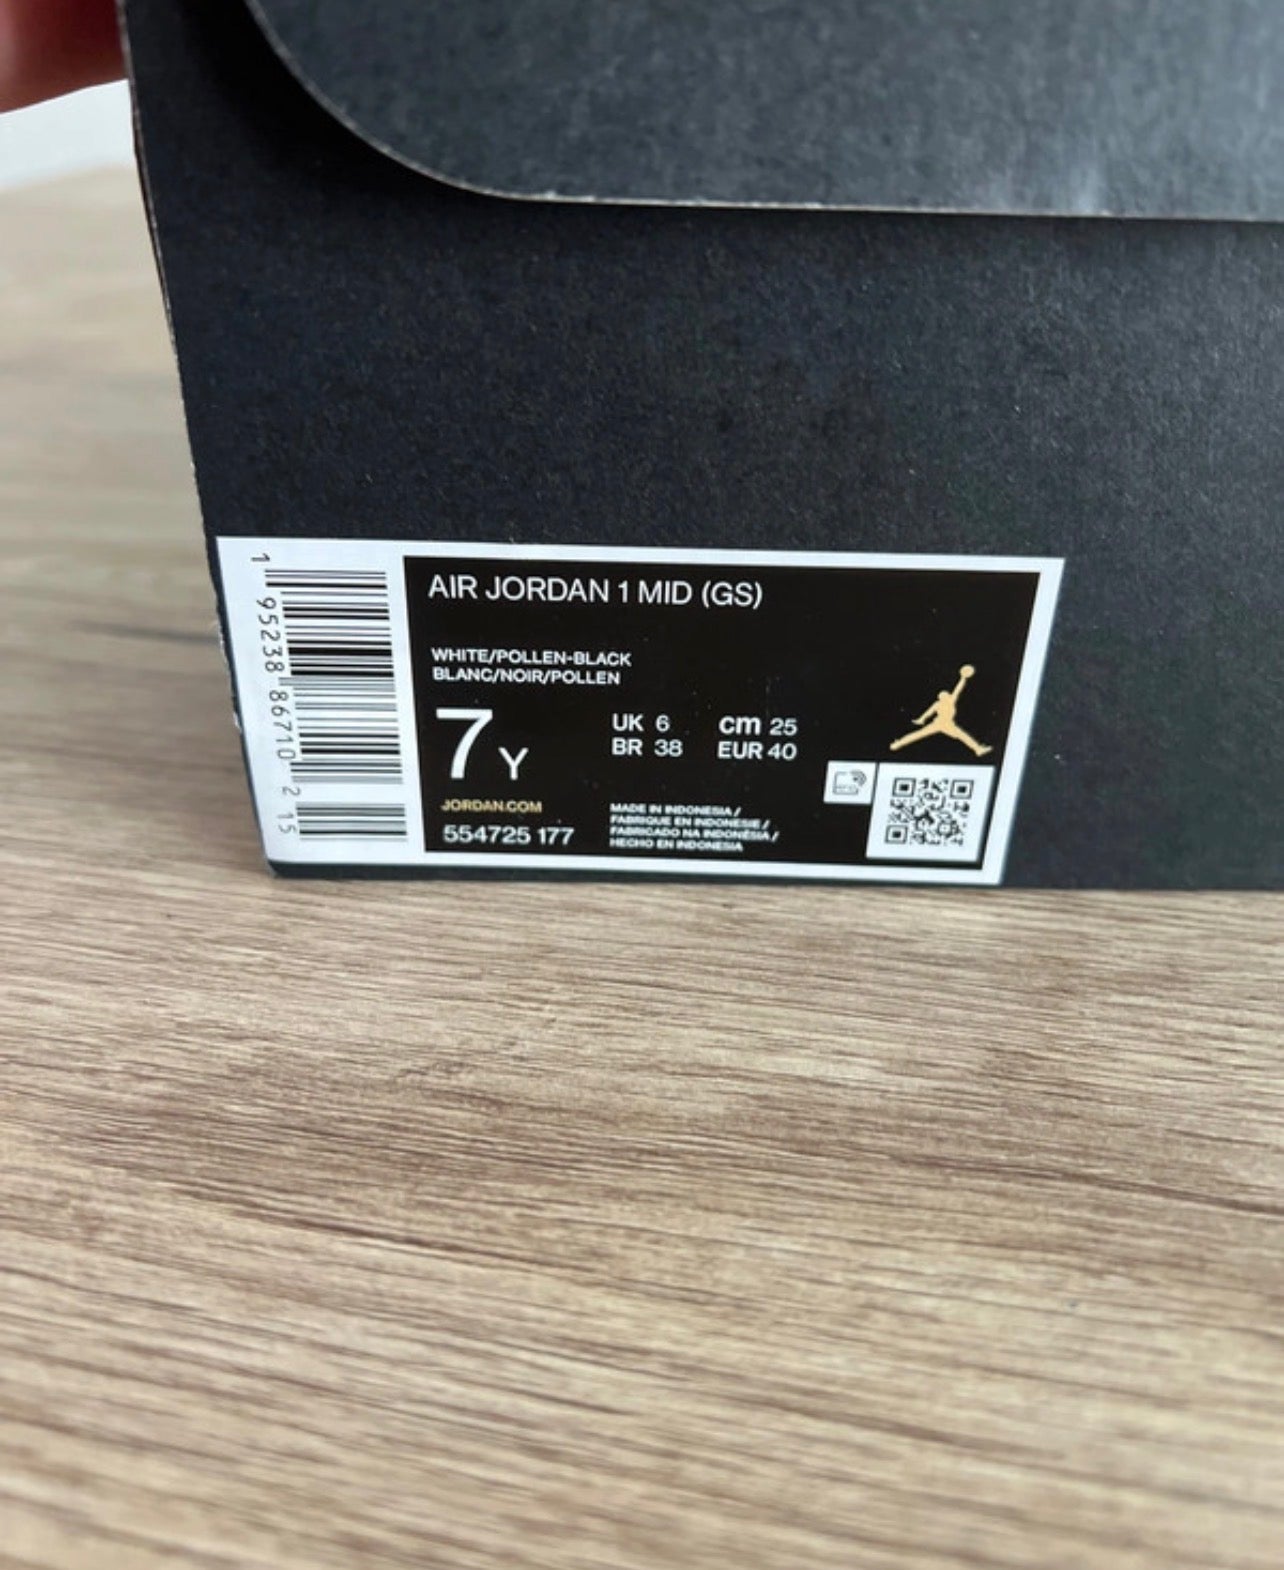 AIR JORDAN 1 MID (GS)
WHITE/POLLEN-BLACK
BLANC/NOIR/POLLEN
7Y
UK 6 cm 25
BR 38 EUR 40
JORDAN.COM
554725 177
MADE IN INDONESIA /
FABRIQUE EN INDONESIE /
FABRICADO NA INDONÉSIA /
HECHO EN INDONESIA
1 95238 86710 2 15